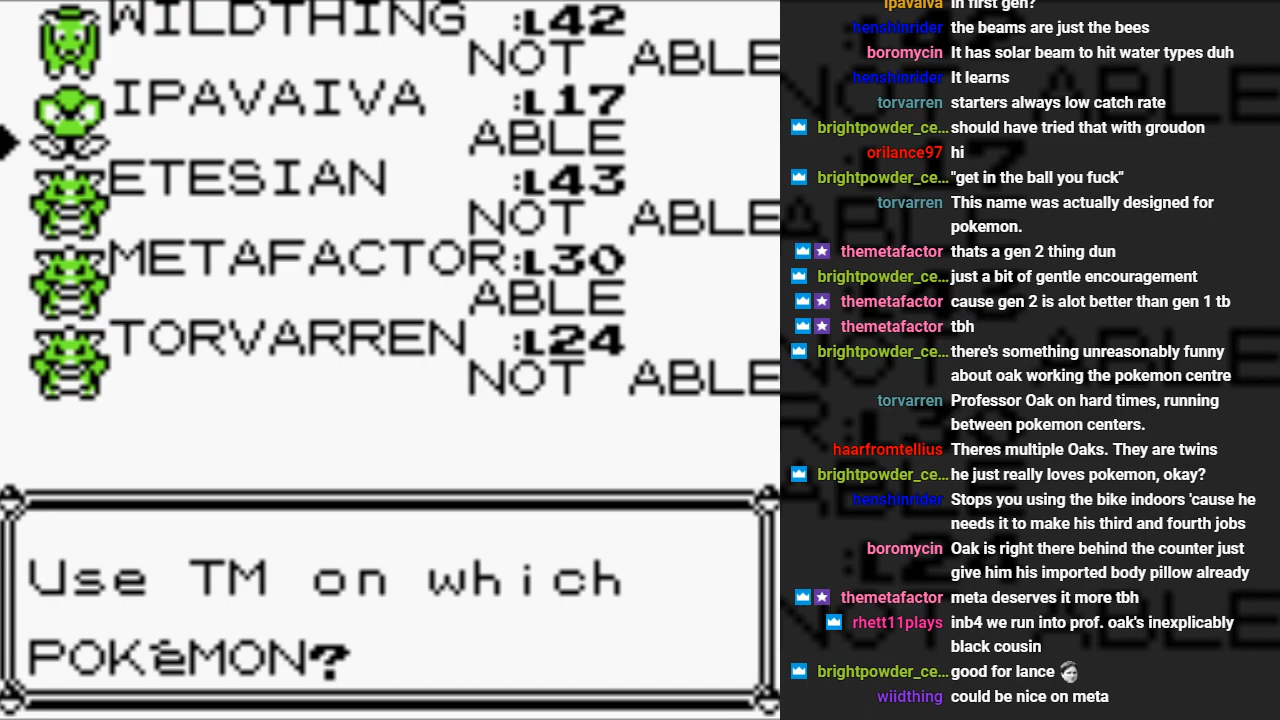 WILDTHING :L42
NOT ABLE
IPAVAIVA :L17
ABLE
ETESIAN :L43
NOT ABLE
METAFACTOR :L30
ABLE
TORVARREN :L24
NOT ABLE
Use TM on which
POKéMON?
ipavaiva in first gen?
henshinrider the beams are just the bees
boromycin It has solar beam to hit water types duh
henshinrider It learns
torvarren starters always low catch rate
brightpowder_ce... should have tried that with groudon
orilance97 hi
brightpowder_ce... "get in the ball you fuck"
torvarren This name was actually designed for
pokemon.
themetafactor thats a gen 2 thing dun
brightpowder_ce... just a bit of gentle encouragement
themetafactor cause gen 2 is alot better than gen 1 tb
themetafactor tbh
brightpowder_ce... there's something unreasonably funny
about oak working the pokemon centre
torvarren Professor Oak on hard times, running
between pokemon centers.
haarfromtellius Theres multiple Oaks. They are twins
brightpowder_ce... he just really loves pokemon, okay?
henshinrider Stops you using the bike indoors 'cause he
needs it to make his third and fourth jobs
boromycin Oak is right there behind the counter just
give him his imported body pillow already
themetafactor meta deserves it more tbh
rhett11plays inb4 we run into prof. oak's inexplicably
black cousin
brightpowder_ce... good for lance
wiidthing could be nice on meta